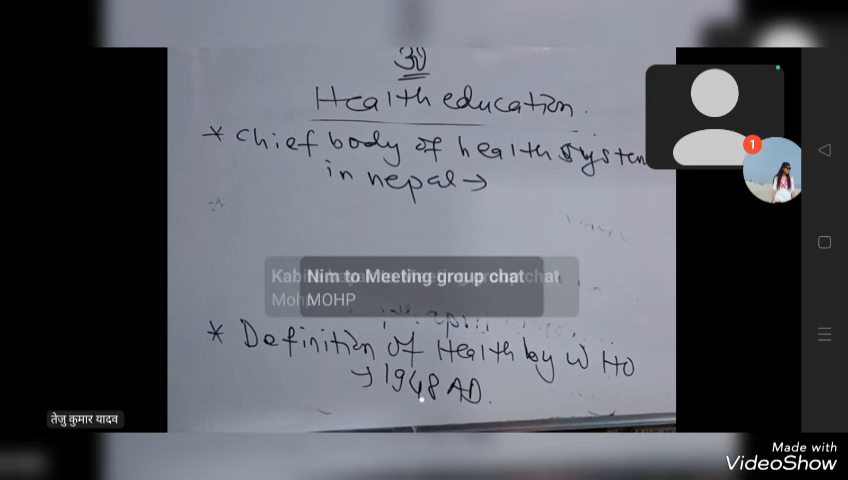 ॐ
Health education.
* Chief body of health system
in nepal →
Nim to Meeting group chat
MOHP
* Definition of Health by WHO
→ 1948 AD.
तेजु कुमार यादव
1
Made with
VideoShow